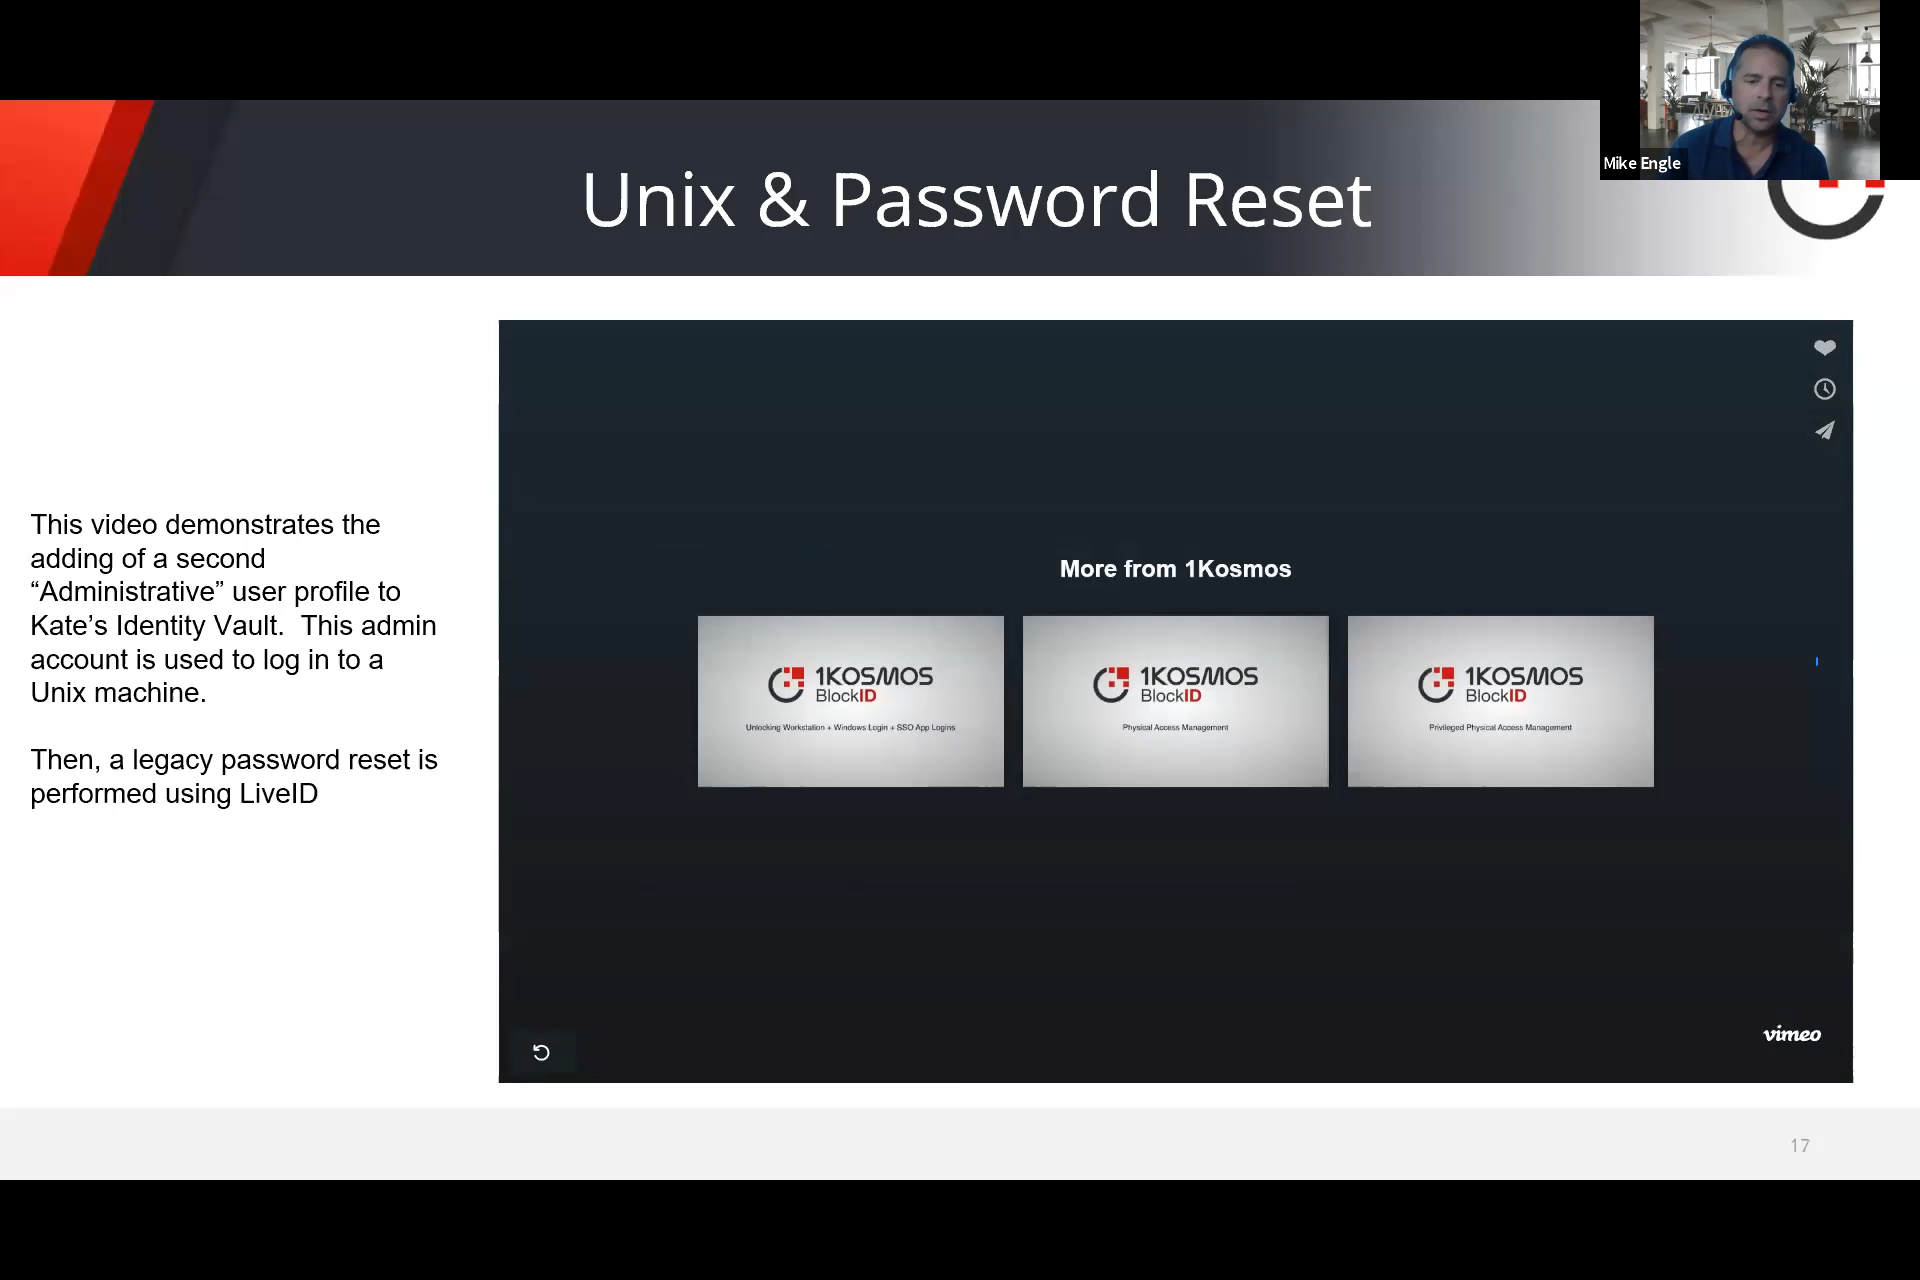 Mike Engle
Unix & Password Reset
This video demonstrates the
adding of a second
“Administrative” user profile to
Kate’s Identity Vault.  This admin
account is used to log in to a
Unix machine.
Then, a legacy password reset is
performed using LiveID
More from 1Kosmos
1KOSMOS
BlockID
Unlocking Workstation + Windows Login + SSO App Logins
1KOSMOS
BlockID
Physical Access Management
1KOSMOS
BlockID
Privileged Physical Access Management
vimeo
17